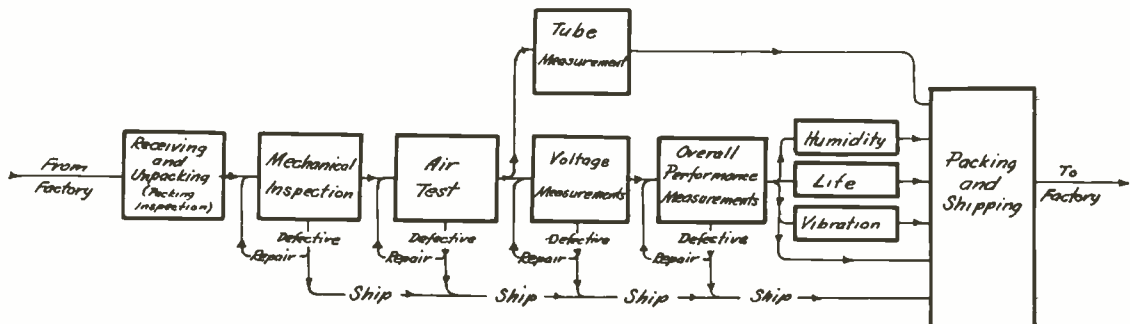 From
Factory
Receiving
and
Unpacking
(Packing
Inspection)
Mechanical
Inspection
Air
Test
Tube
Measurement
Voltage
Measurements
Overall
Performance
Measurements
Humidity
Life
Vibration
Packing
and
Shipping
To
Factory
Defective
Repair
Defective
Repair
Defective
Repair
Defective
Repair
Ship
Ship
Ship
Ship